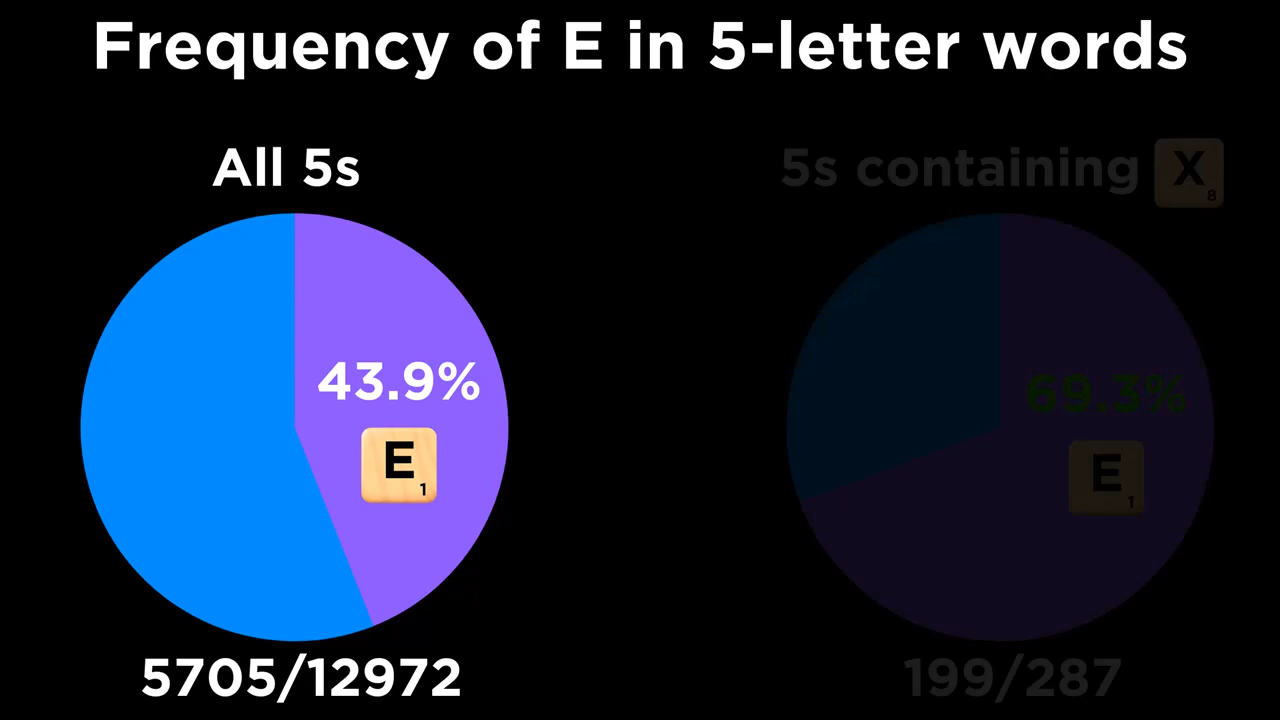 Frequency of E in 5-letter words
All 5s
5s containing X 8
43.9%
E 1
69.3%
E 1
5705/12972
199/287